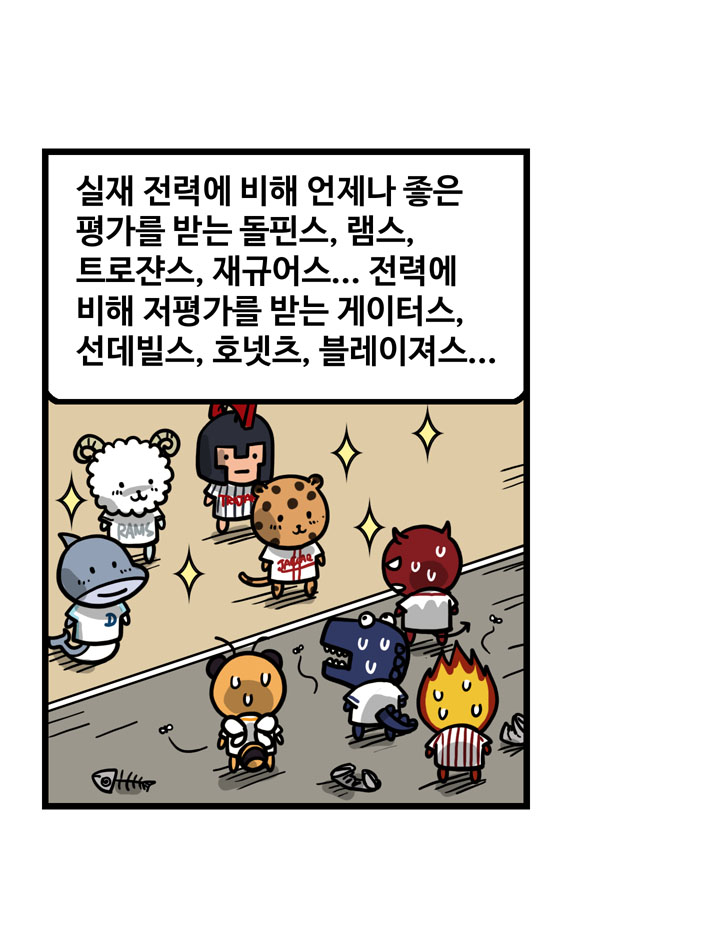 실재 전력에 비해 언제나 좋은
평가를 받는 돌핀스, 램스,
트로쟌스, 재규어스... 전력에
비해 저평가를 받는 게이터스,
선데빌스, 호넷츠, 블레이져스...
RAMS
D